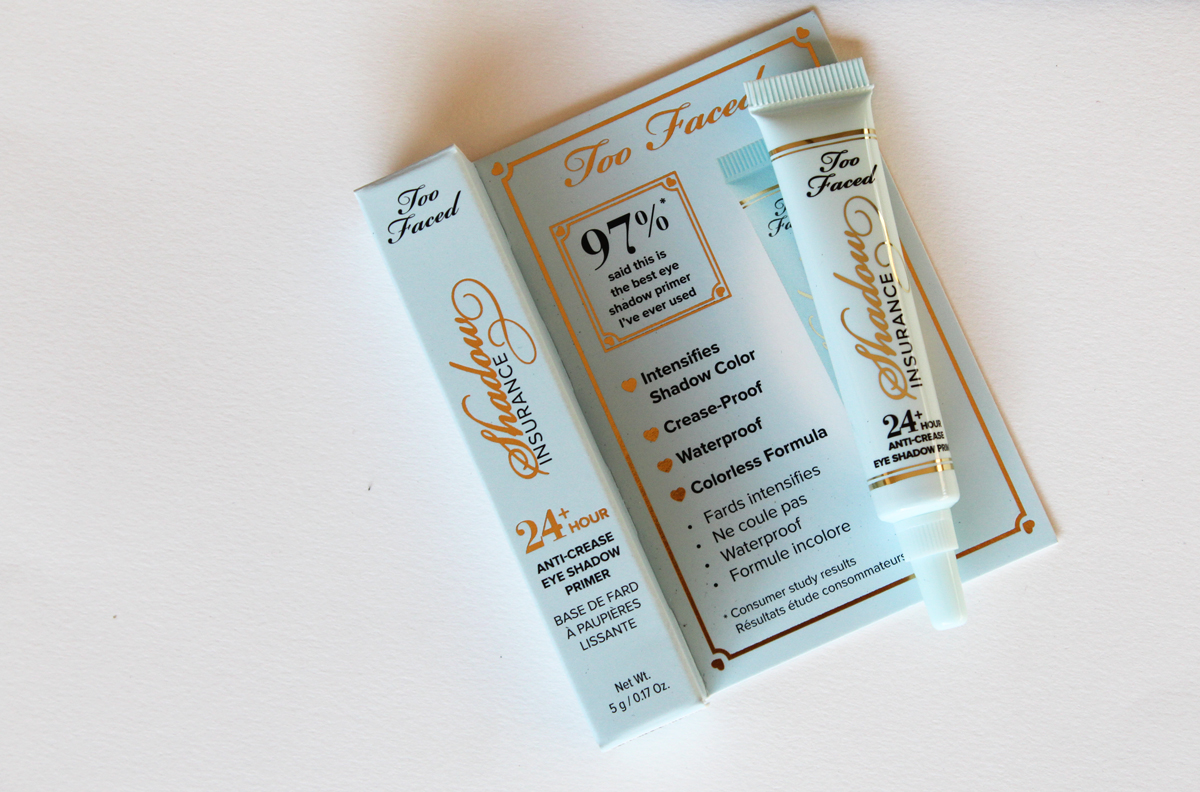 Too
Faced
Shadow
INSURANCE
24+ HOUR
ANTI-CREASE
EYE SHADOW
PRIMER
BASE DE FARD
À PAUPIÈRES
LISSANTE
Net Wt.
5 g / 0.17 Oz.
Too Faced
97%*
said this is
the best eye
shadow primer
I've ever used
Intensifies
Shadow Color
Crease-Proof
Waterproof
Colorless Formula
• Fards intensifies
• Ne coule pas
• Waterproof
• Formule incolore
* Consumer study results
Résultats étude consommateurs
Too
Faced
Shadow
INSURANCE
24+ HOUR
ANTI-CREASE
EYE SHADOW